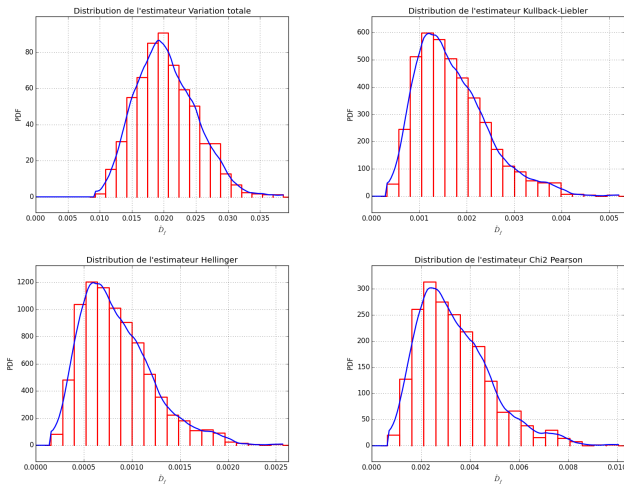 Distribution de l'estimateur Variation totale
PDF
80
60
40
20
0
0.000 0.005 0.010 0.015 0.020 0.025 0.030 0.035
D̂f
Distribution de l'estimateur Kullback-Liebler
PDF
600
500
400
300
200
100
0
0.000 0.001 0.002 0.003 0.004 0.005
D̂f
Distribution de l'estimateur Hellinger
PDF
1200
1000
800
600
400
200
0
0.0000 0.0005 0.0010 0.0015 0.0020 0.0025
D̂f
Distribution de l'estimateur Chi2 Pearson
PDF
300
250
200
150
100
50
0
0.000 0.002 0.004 0.006 0.008 0.010
D̂f